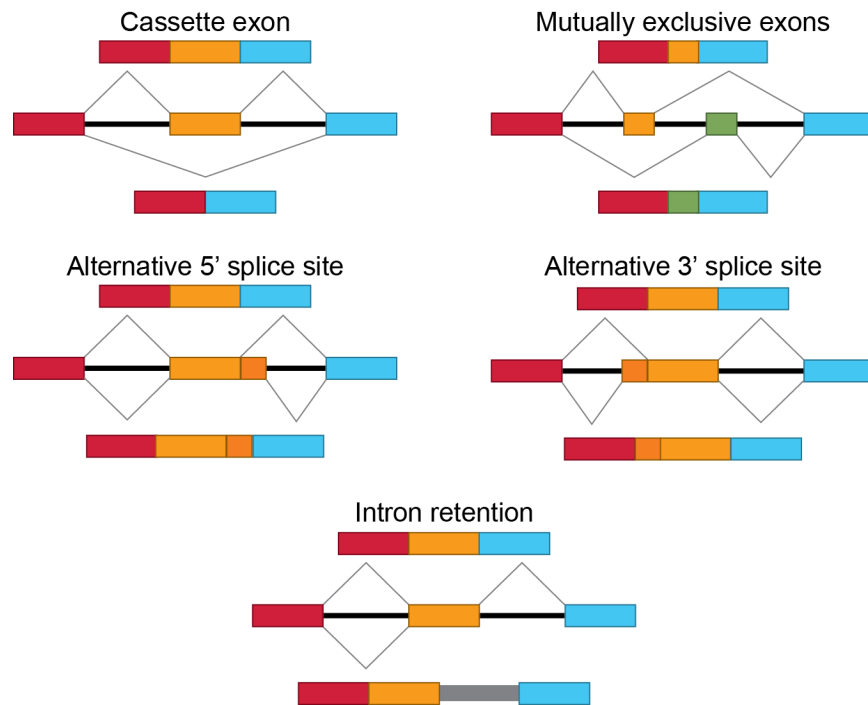 Cassette exon
Mutually exclusive exons
Alternative 5’ splice site
Alternative 3’ splice site
Intron retention